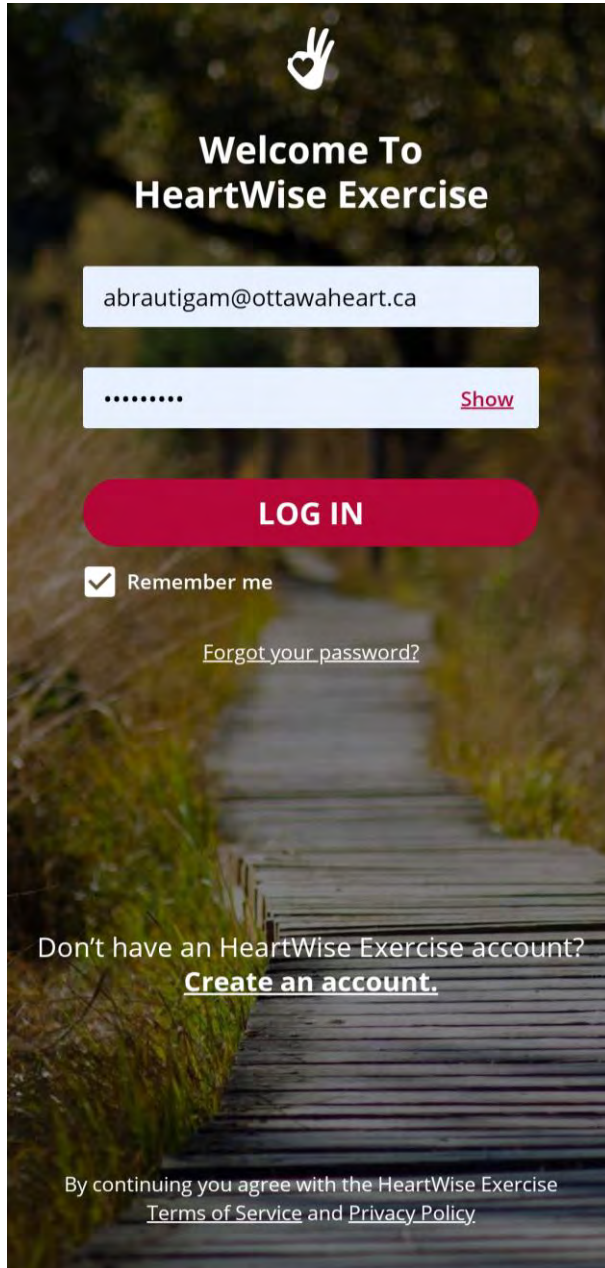 Welcome To
HeartWise Exercise
abrautigam@ottawaheart.ca
•••••••••
Show
LOG IN
Remember me
Forgot your password?
Don’t have an HeartWise Exercise account?
Create an account.
By continuing you agree with the HeartWise Exercise
Terms of Service and Privacy Policy